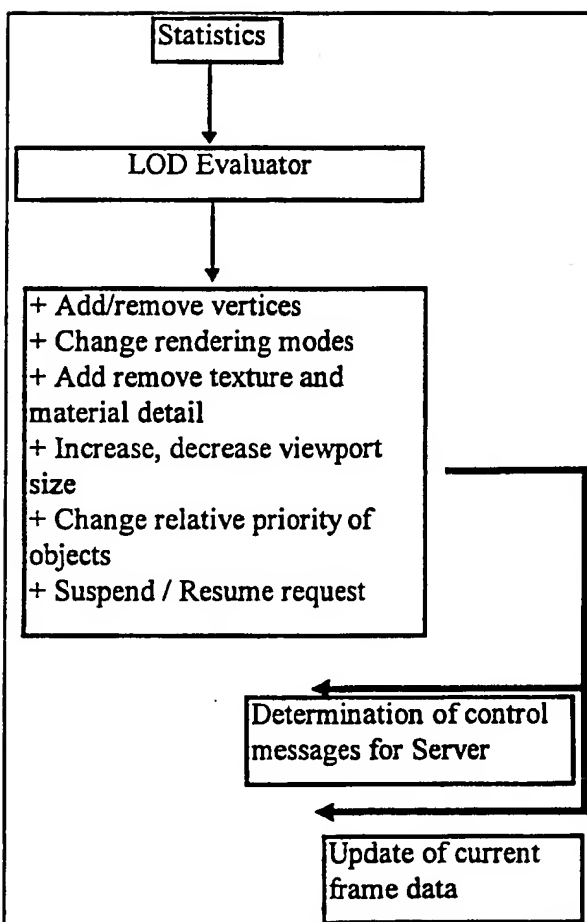 Statistics
LOD Evaluator
+ Add/remove vertices
+ Change rendering modes
+ Add remove texture and
material detail
+ Increase, decrease viewport
size
+ Change relative priority of
objects
+ Suspend / Resume request
Determination of control
messages for Server
Update of current
frame data